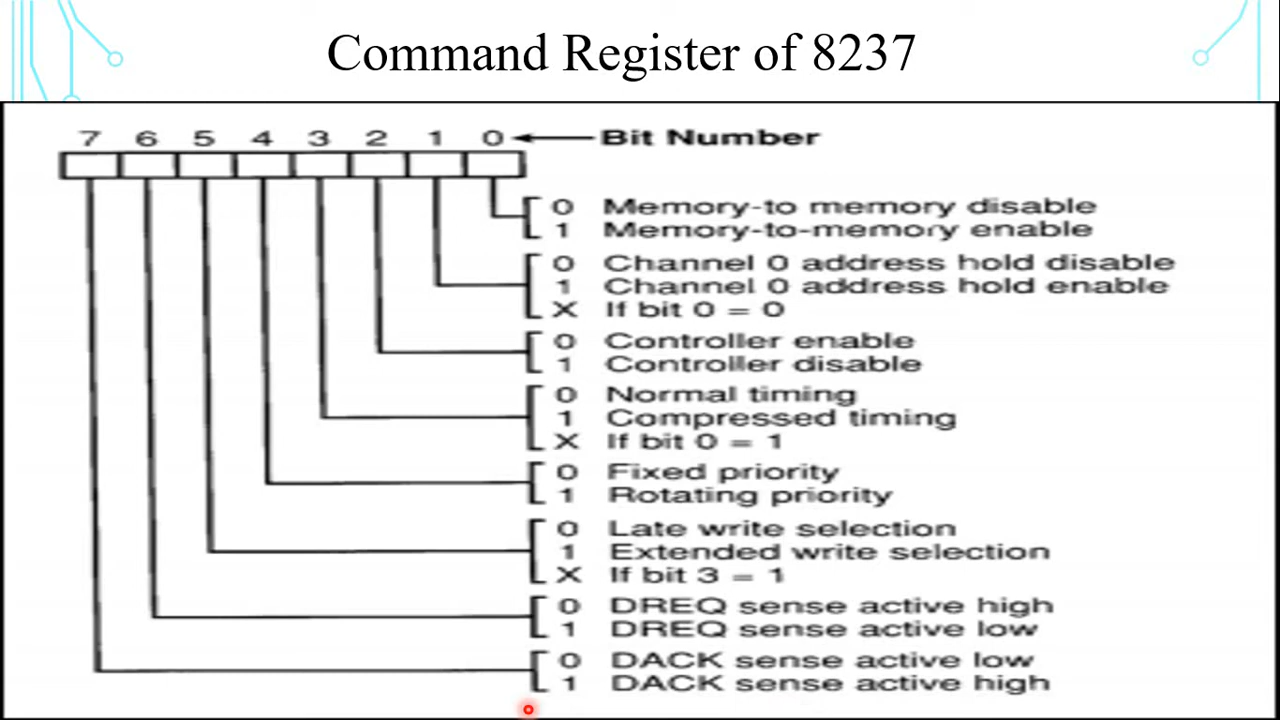 Command Register of 8237
7 6 5 4 3 2 1 0 Bit Number
0 Memory-to memory disable
1 Memory-to-memory enable
0 Channel 0 address hold disable
1 Channel 0 address hold enable
X If bit 0 = 0
0 Controller enable
1 Controller disable
0 Normal timing
1 Compressed timing
X If bit 0 = 1
0 Fixed priority
1 Rotating priority
0 Late write selection
1 Extended write selection
X If bit 3 = 1
0 DREQ sense active high
1 DREQ sense active low
0 DACK sense active low
1 DACK sense active high